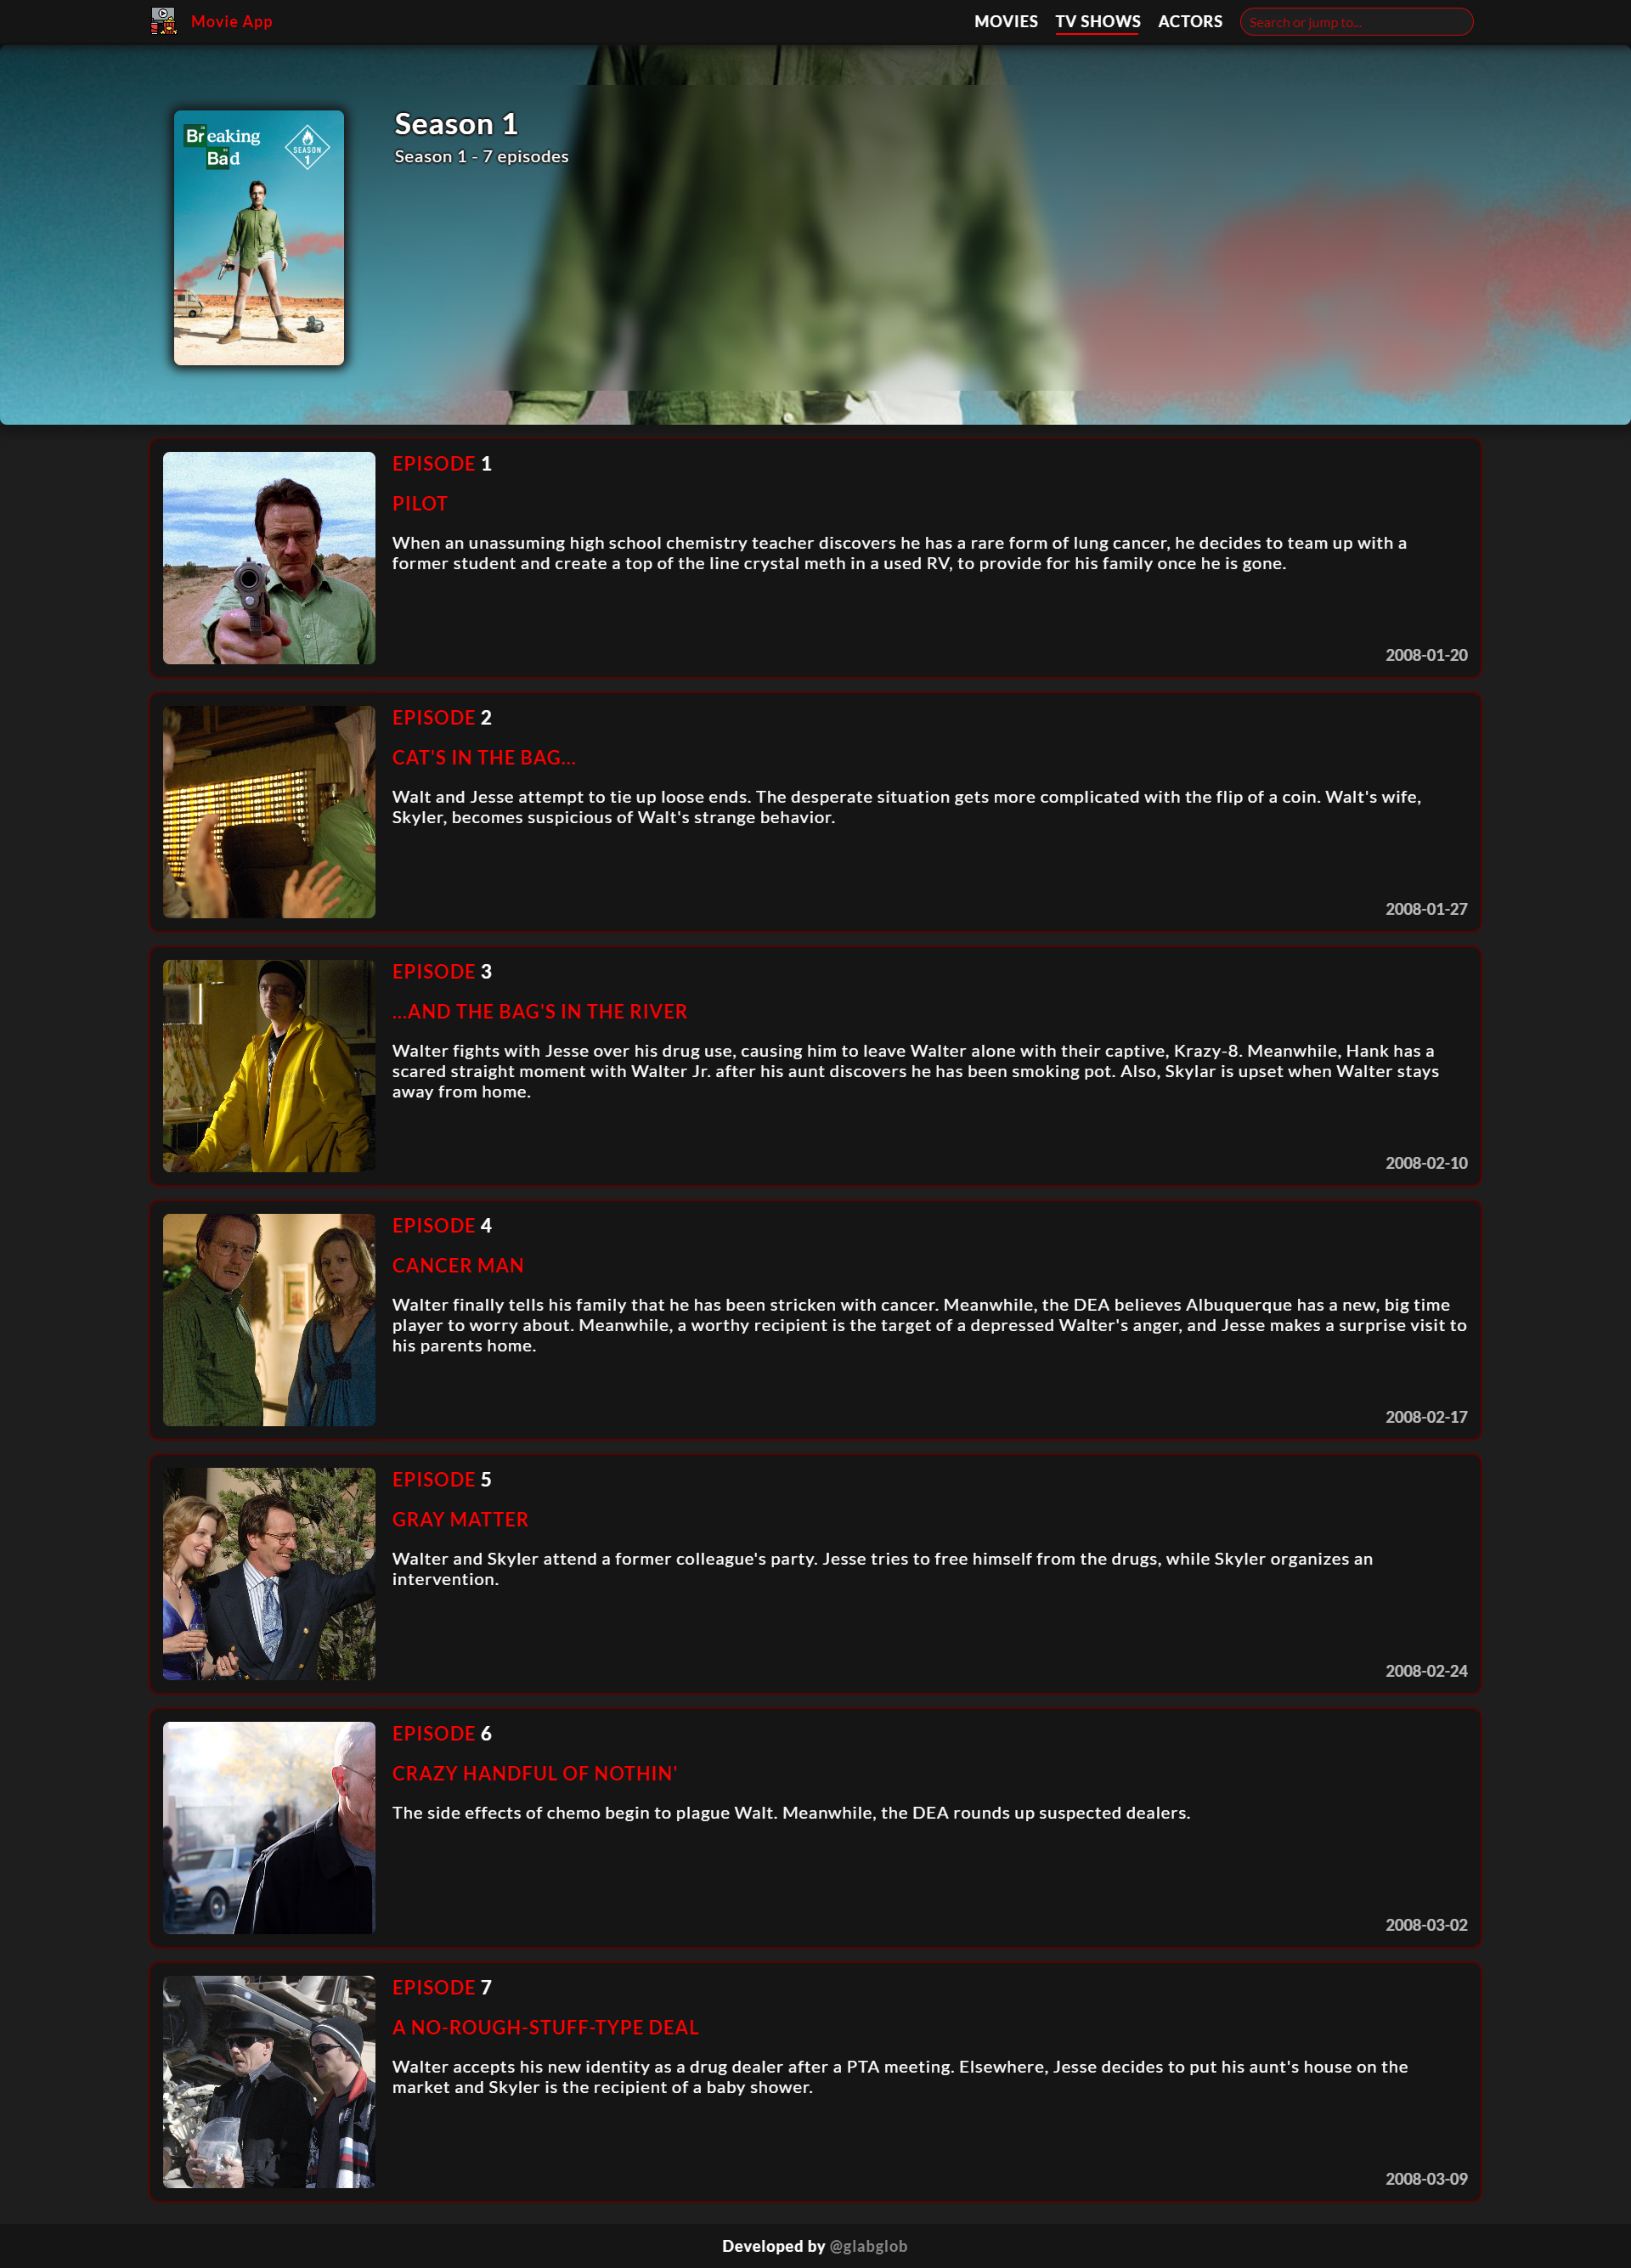 Movie App
MOVIES TV SHOWS ACTORS Search or jump to...
Breaking
Bad
SEASON
1
Season 1
Season 1 - 7 episodes
EPISODE 1
PILOT
When an unassuming high school chemistry teacher discovers he has a rare form of lung cancer, he decides to team up with a
former student and create a top of the line crystal meth in a used RV, to provide for his family once he is gone.
2008-01-20
EPISODE 2
CAT'S IN THE BAG...
Walt and Jesse attempt to tie up loose ends. The desperate situation gets more complicated with the flip of a coin. Walt's wife,
Skyler, becomes suspicious of Walt's strange behavior.
2008-01-27
EPISODE 3
...AND THE BAG'S IN THE RIVER
Walter fights with Jesse over his drug use, causing him to leave Walter alone with their captive, Krazy-8. Meanwhile, Hank has a
scared straight moment with Walter Jr. after his aunt discovers he has been smoking pot. Also, Skylar is upset when Walter stays
away from home.
2008-02-10
EPISODE 4
CANCER MAN
Walter finally tells his family that he has been stricken with cancer. Meanwhile, the DEA believes Albuquerque has a new, big time
player to worry about. Meanwhile, a worthy recipient is the target of a depressed Walter's anger, and Jesse makes a surprise visit to
his parents home.
2008-02-17
EPISODE 5
GRAY MATTER
Walter and Skyler attend a former colleague's party. Jesse tries to free himself from the drugs, while Skyler organizes an
intervention.
2008-02-24
EPISODE 6
CRAZY HANDFUL OF NOTHIN'
The side effects of chemo begin to plague Walt. Meanwhile, the DEA rounds up suspected dealers.
2008-03-02
EPISODE 7
A NO-ROUGH-STUFF-TYPE DEAL
Walter accepts his new identity as a drug dealer after a PTA meeting. Elsewhere, Jesse decides to put his aunt's house on the
market and Skyler is the recipient of a baby shower.
2008-03-09
Developed by @glabglob